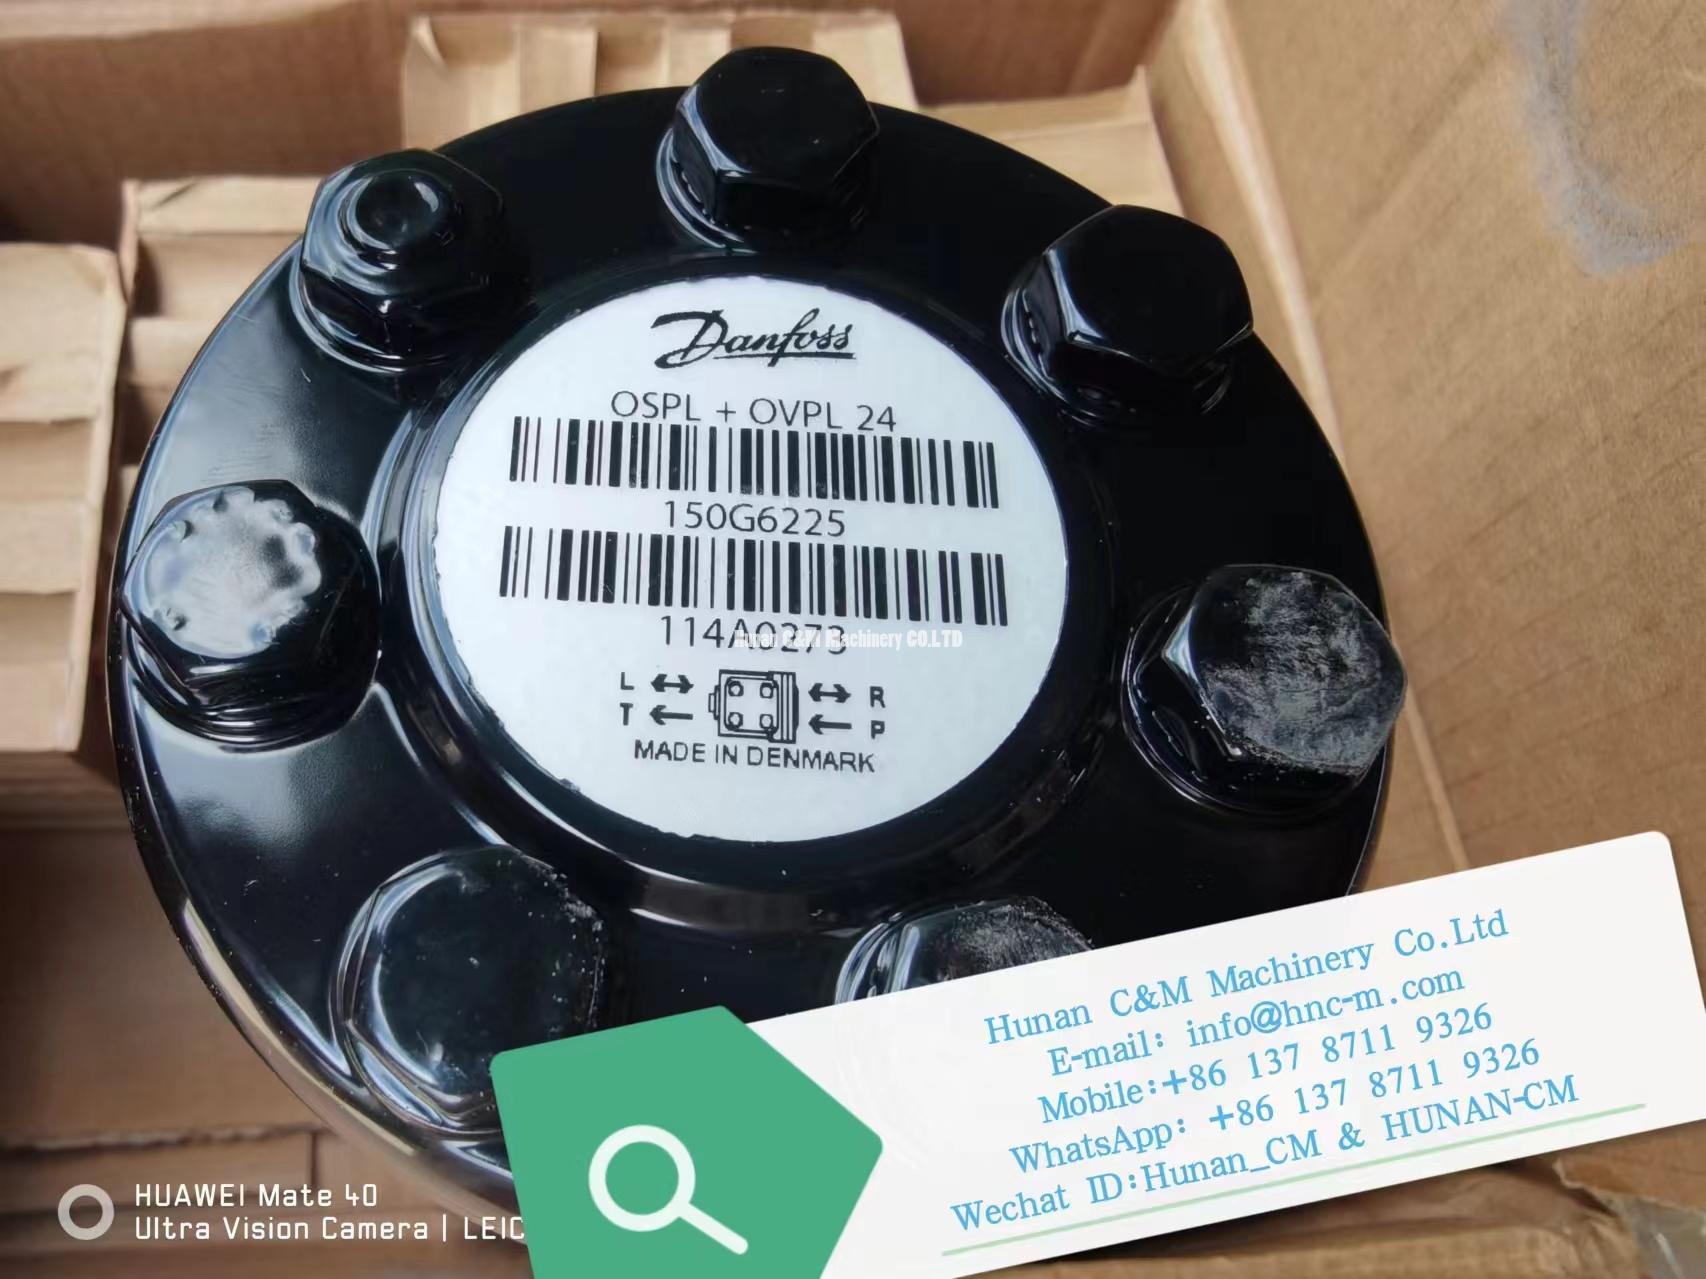 Danfoss
OSPL + OVPL 24
150G6225
114A0273
Hunan C&M Machinery CO.LTD
L R
T P
MADE IN DENMARK
Hunan C&M Machinery Co.Ltd
E-mail: info@hnc-m.com
Mobile:+86 137 8711 9326
WhatsApp: +86 137 8711 9326
Wechat ID:Hunan_CM & HUNAN-CM
HUAWEI Mate 40
Ultra Vision Camera | LEIC